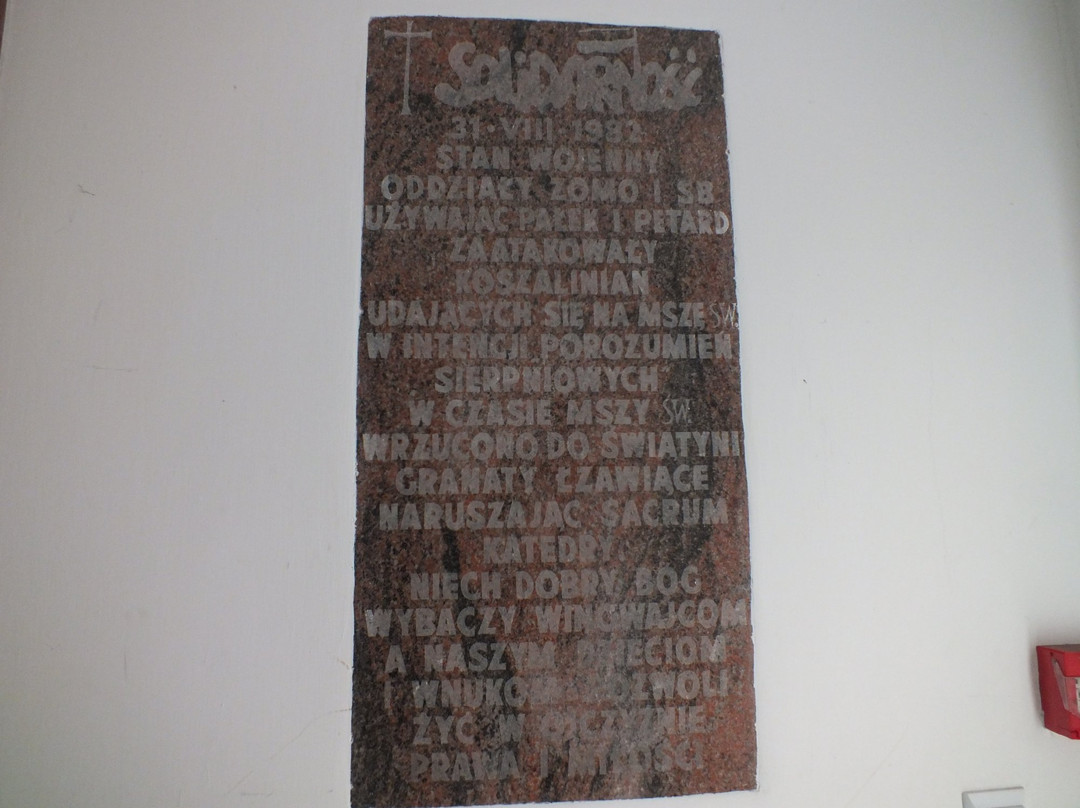 SOLIDARNOŚĆ
31·VIII·1982
STAN WOJENNY
ODDZIAŁY ZOMO I SB
UŻYWAJĄC PAŁEK I PETARD
ZAATAKOWAŁY
KOSZALINIAN
UDAJĄCYCH SIĘ NA MSZĘ ŚW.
W INTENCJI POROZUMIEŃ
SIERPNIOWYCH
W CZASIE MSZY ŚW.
WRZUCONO DO ŚWIĄTYNI
GRANATY ŁZAWIĄCE
NARUSZAJĄC SACRUM
KATEDRY
NIECH DOBRY BÓG
WYBACZY WINOWAJCOM
A NASZYM DZIECIOM
I WNUKOM POZWOLI
ŻYĆ W OJCZYŹNIE
PRAWA I MIŁOŚCI